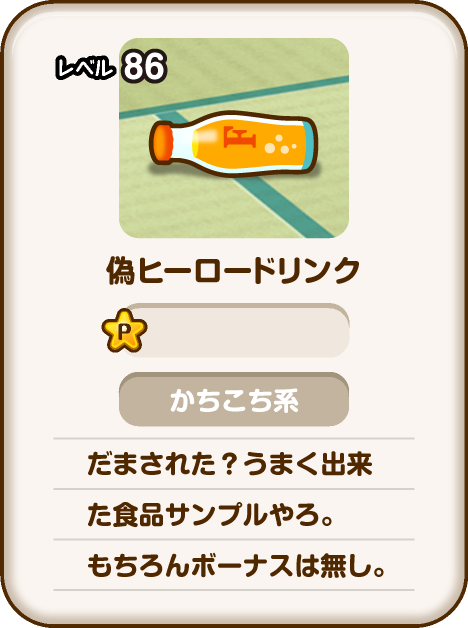 レベル 86
F
偽ヒーロードリンク
P
かちこち系
だまされた？うまく出来
た食品サンプルやろ。
もちろんボーナスは無し。